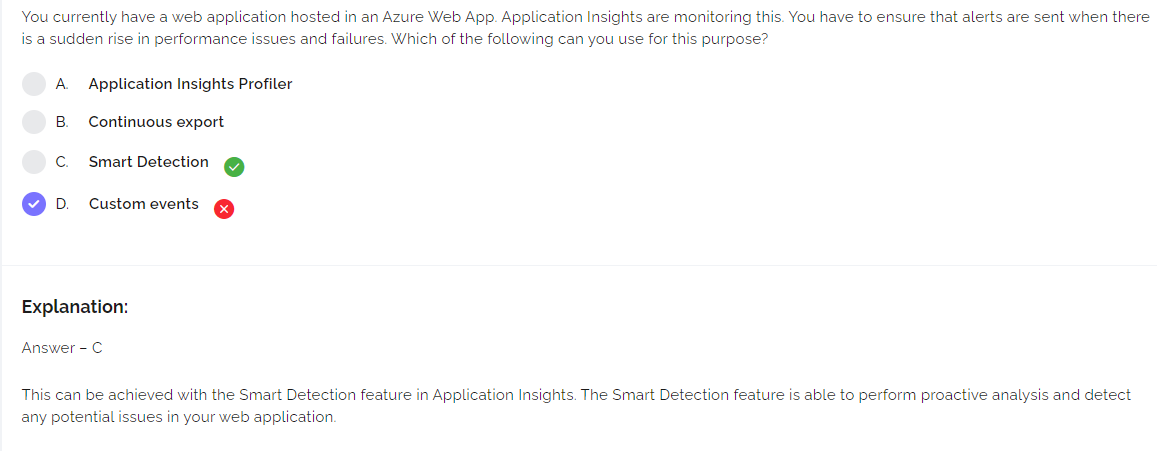 You currently have a web application hosted in an Azure Web App. Application Insights are monitoring this. You have to ensure that alerts are sent when there
is a sudden rise in performance issues and failures. Which of the following can you use for this purpose?
A. Application Insights Profiler
B. Continuous export
C. Smart Detection
D. Custom events
Explanation:
Answer – C
This can be achieved with the Smart Detection feature in Application Insights. The Smart Detection feature is able to perform proactive analysis and detect
any potential issues in your web application.